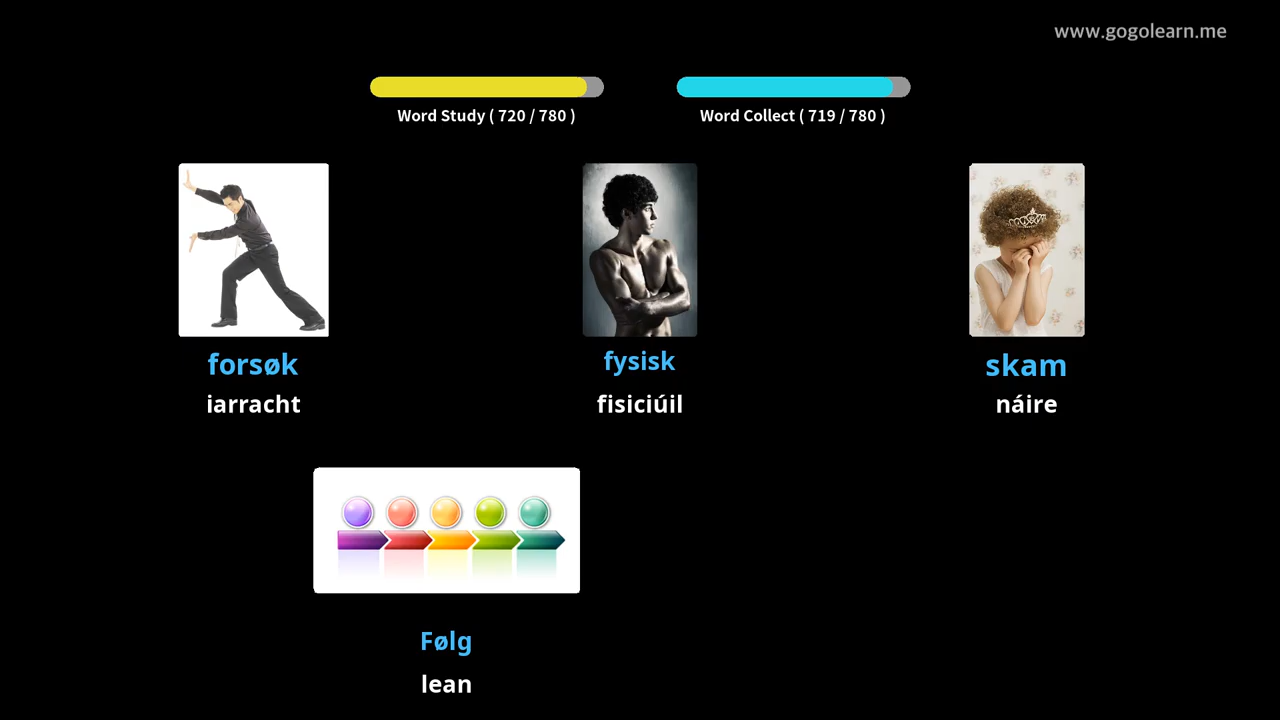 www.gogolearn.me
Word Study ( 720 / 780 )
Word Collect ( 719 / 780 )
forsøk
iarracht
fysisk
fisiciúil
skam
náire
Følg
lean